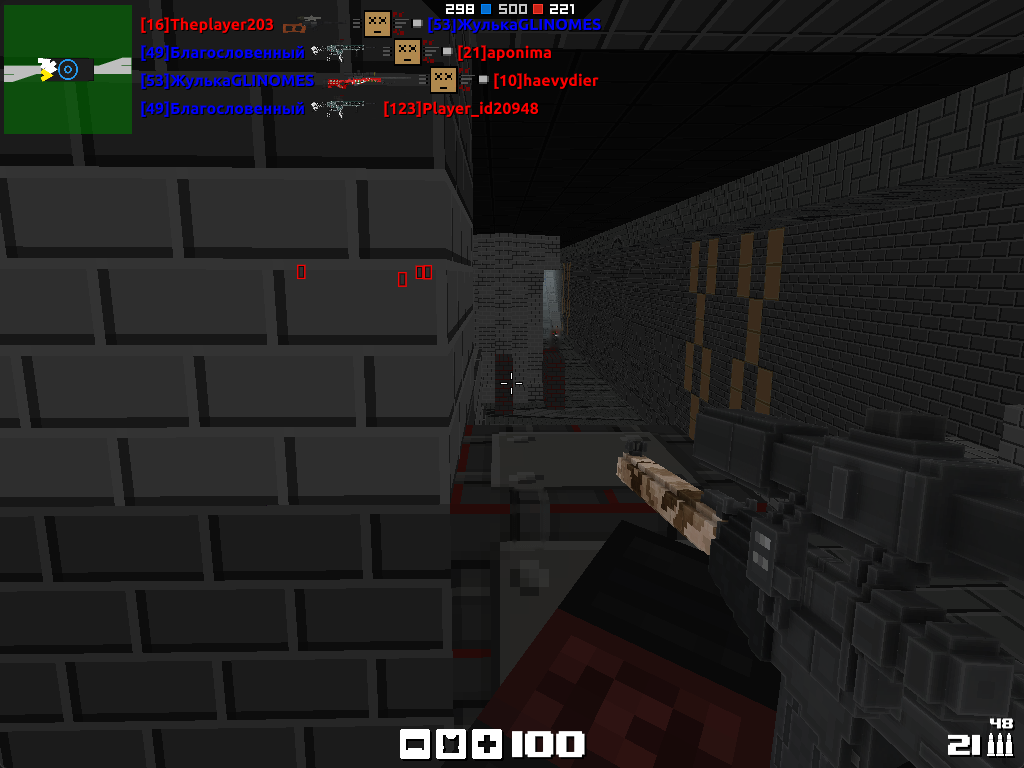 298 500 221
[16]Theplayer203 [53]ЖулькаGLINOMES
[49]Благословенный [21]aponima
[53]ЖулькаGLINOMES [10]haevydier
[49]Благословенный [123]Player_id20948
100
48
21